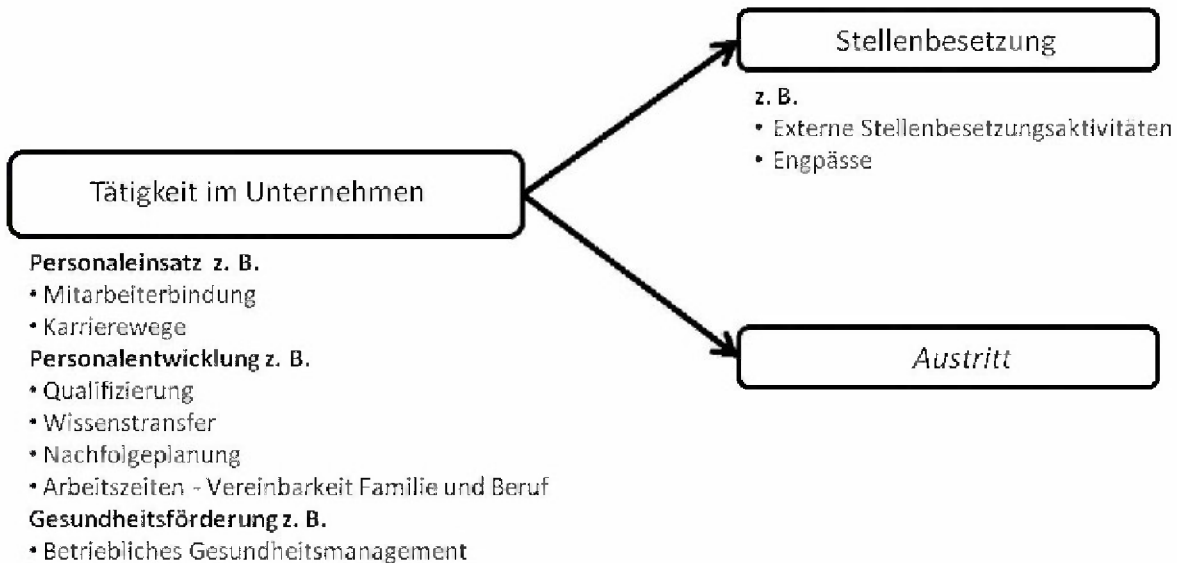 Stellenbesetzung
z. B.
• Externe Stellenbesetzungsaktivitäten
• Engpässe
Tätigkeit im Unternehmen
Personaleinsatz z. B.
• Mitarbeiterbindung
• Karrierewege
Personalentwicklung z. B.
• Qualifizierung
• Wissenstransfer
• Nachfolgeplanung
• Arbeitszeiten - Vereinbarkeit Familie und Beruf
Gesundheitsförderung z. B.
• Betriebliches Gesundheitsmanagement
Austritt